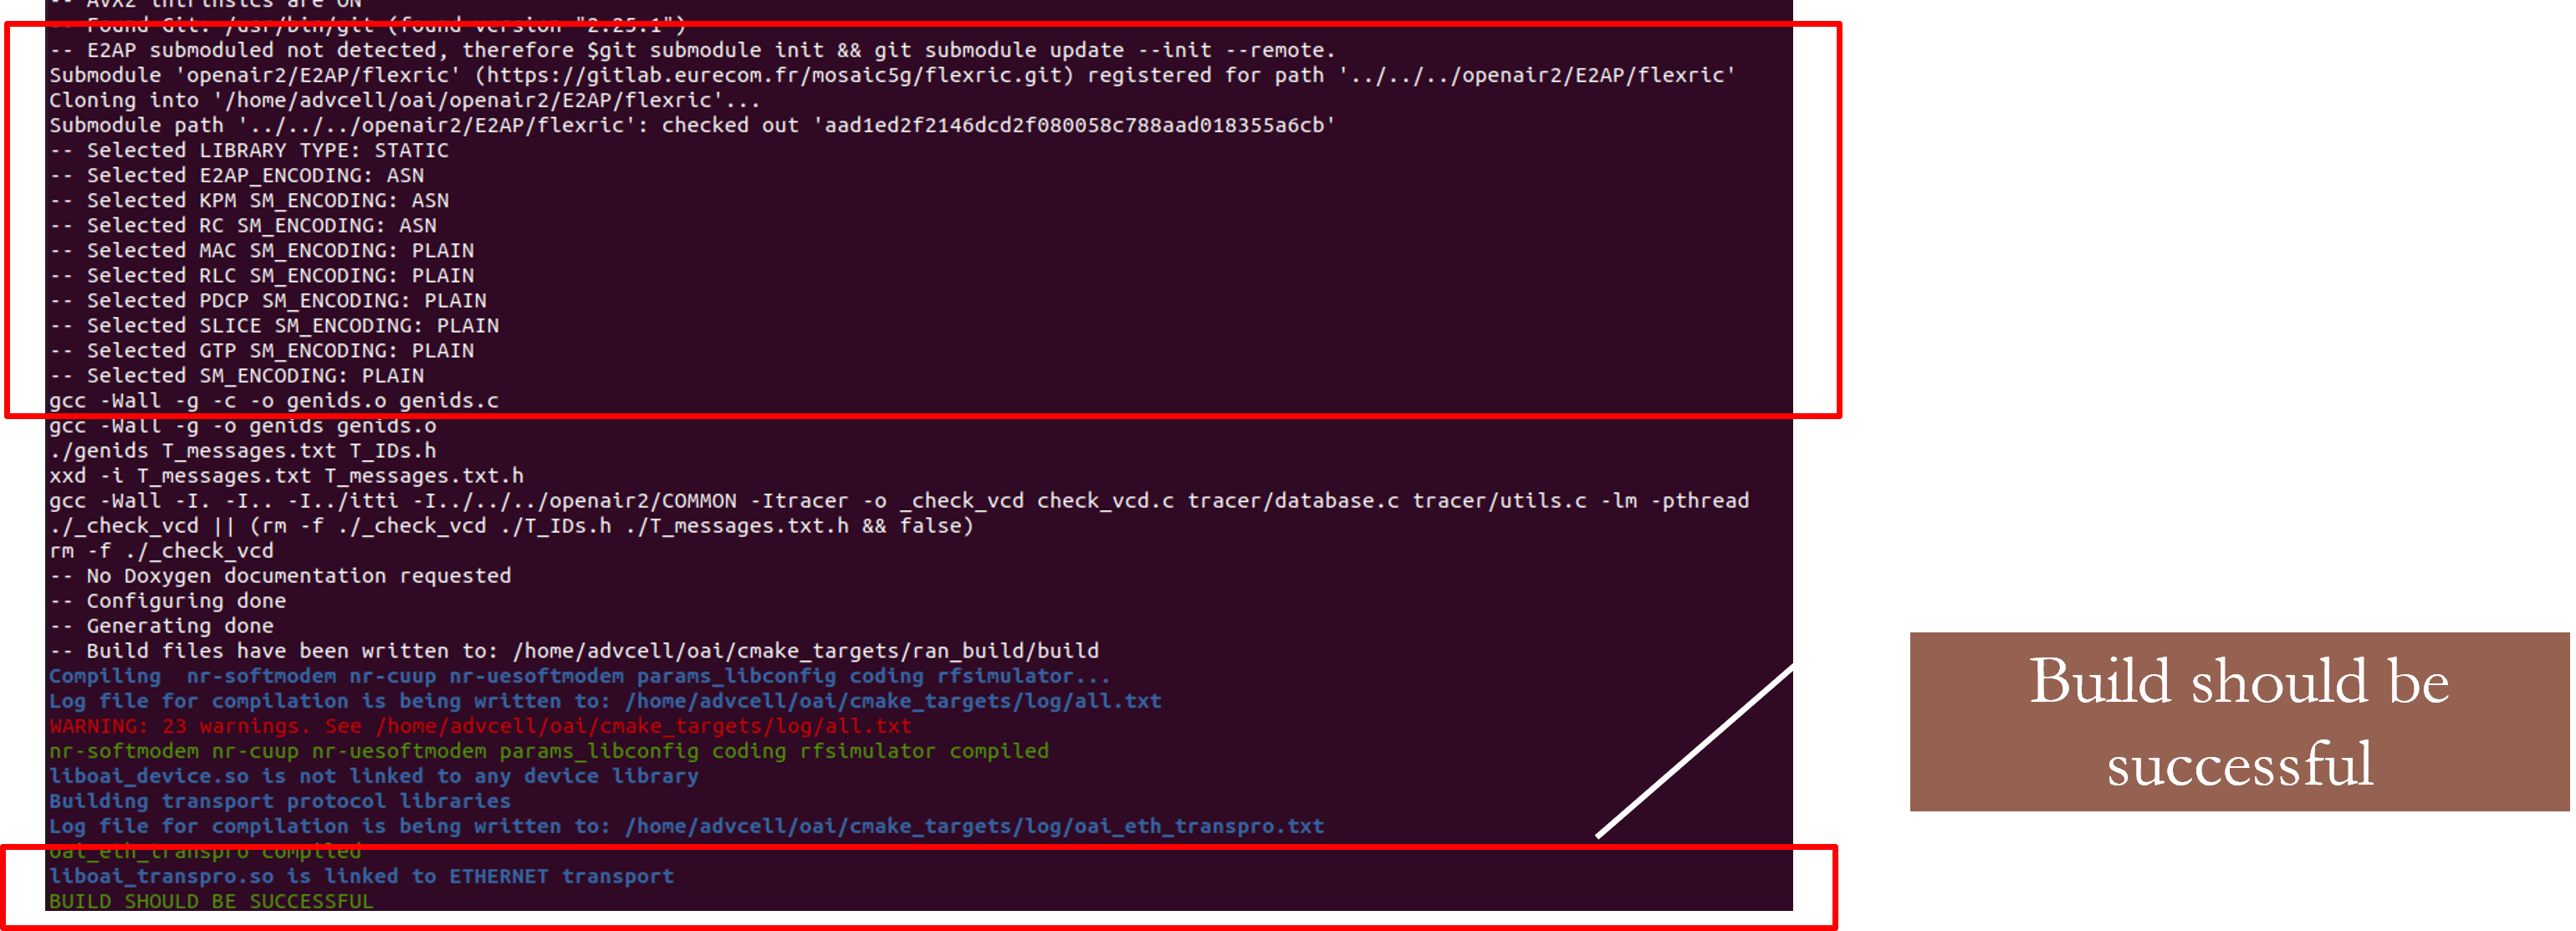 -- AVX2 intrinsics are ON
-- Found Git: /usr/bin/git (found version "2.25.1")
-- E2AP submoduled not detected, therefore $git submodule init && git submodule update --init --remote.
Submodule 'openair2/E2AP/flexric' (https://gitlab.eurecom.fr/mosaic5g/flexric.git) registered for path '../../../openair2/E2AP/flexric'
Cloning into '/home/advcell/oai/openair2/E2AP/flexric'...
Submodule path '../../../openair2/E2AP/flexric': checked out 'aad1ed2f2146dcd2f080058c788aad018355a6cb'
-- Selected LIBRARY TYPE: STATIC
-- Selected E2AP_ENCODING: ASN
-- Selected KPM SM_ENCODING: ASN
-- Selected RC SM_ENCODING: ASN
-- Selected MAC SM_ENCODING: PLAIN
-- Selected RLC SM_ENCODING: PLAIN
-- Selected PDCP SM_ENCODING: PLAIN
-- Selected SLICE SM_ENCODING: PLAIN
-- Selected GTP SM_ENCODING: PLAIN
-- Selected SM_ENCODING: PLAIN
gcc -Wall -g -c -o genids.o genids.c
gcc -Wall -g -o genids genids.o
./genids T_messages.txt T_IDs.h
xxd -i T_messages.txt T_messages.txt.h
gcc -Wall -I. -I.. -I../itti -I../../../openair2/COMMON -Itracer -o _check_vcd check_vcd.c tracer/database.c tracer/utils.c -lm -pthread
./_check_vcd || (rm -f ./_check_vcd ./T_IDs.h ./T_messages.txt.h && false)
rm -f ./_check_vcd
-- No Doxygen documentation requested
-- Configuring done
-- Generating done
-- Build files have been written to: /home/advcell/oai/cmake_targets/ran_build/build
Compiling  nr-softmodem nr-cuup nr-uesoftmodem params_libconfig coding rfsimulator...
Log file for compilation is being written to: /home/advcell/oai/cmake_targets/log/all.txt
WARNING: 23 warnings. See /home/advcell/oai/cmake_targets/log/all.txt
nr-softmodem nr-cuup nr-uesoftmodem params_libconfig coding rfsimulator compiled
liboai_device.so is not linked to any device library
Building transport protocol libraries
Log file for compilation is being written to: /home/advcell/oai/cmake_targets/log/oai_eth_transpro.txt
oai_eth_transpro compiled
liboai_transpro.so is linked to ETHERNET transport
BUILD SHOULD BE SUCCESSFUL
Build should be
successful